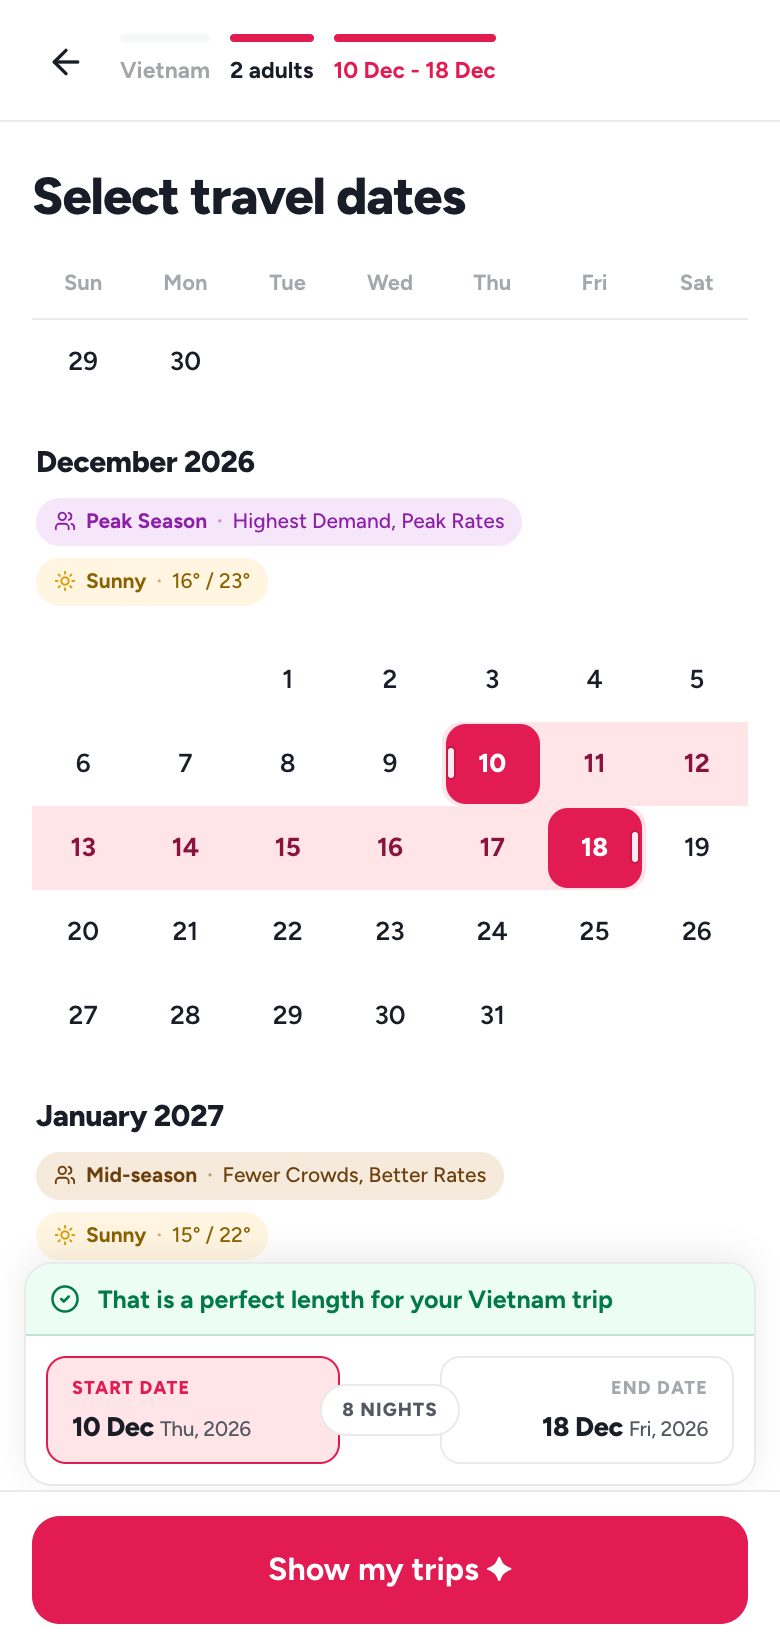 Vietnam 2 adults 10 Dec - 18 Dec
Select travel dates
Sun Mon Tue Wed Thu Fri Sat
29 30
December 2026
Peak Season · Highest Demand, Peak Rates
Sunny · 16° / 23°
1 2 3 4 5
6 7 8 9 10 11 12
13 14 15 16 17 18 19
20 21 22 23 24 25 26
27 28 29 30 31
January 2027
Mid-season · Fewer Crowds, Better Rates
Sunny · 15° / 22°
That is a perfect length for your Vietnam trip
START DATE END DATE
10 Dec Thu, 2026 8 NIGHTS 18 Dec Fri, 2026
Show my trips